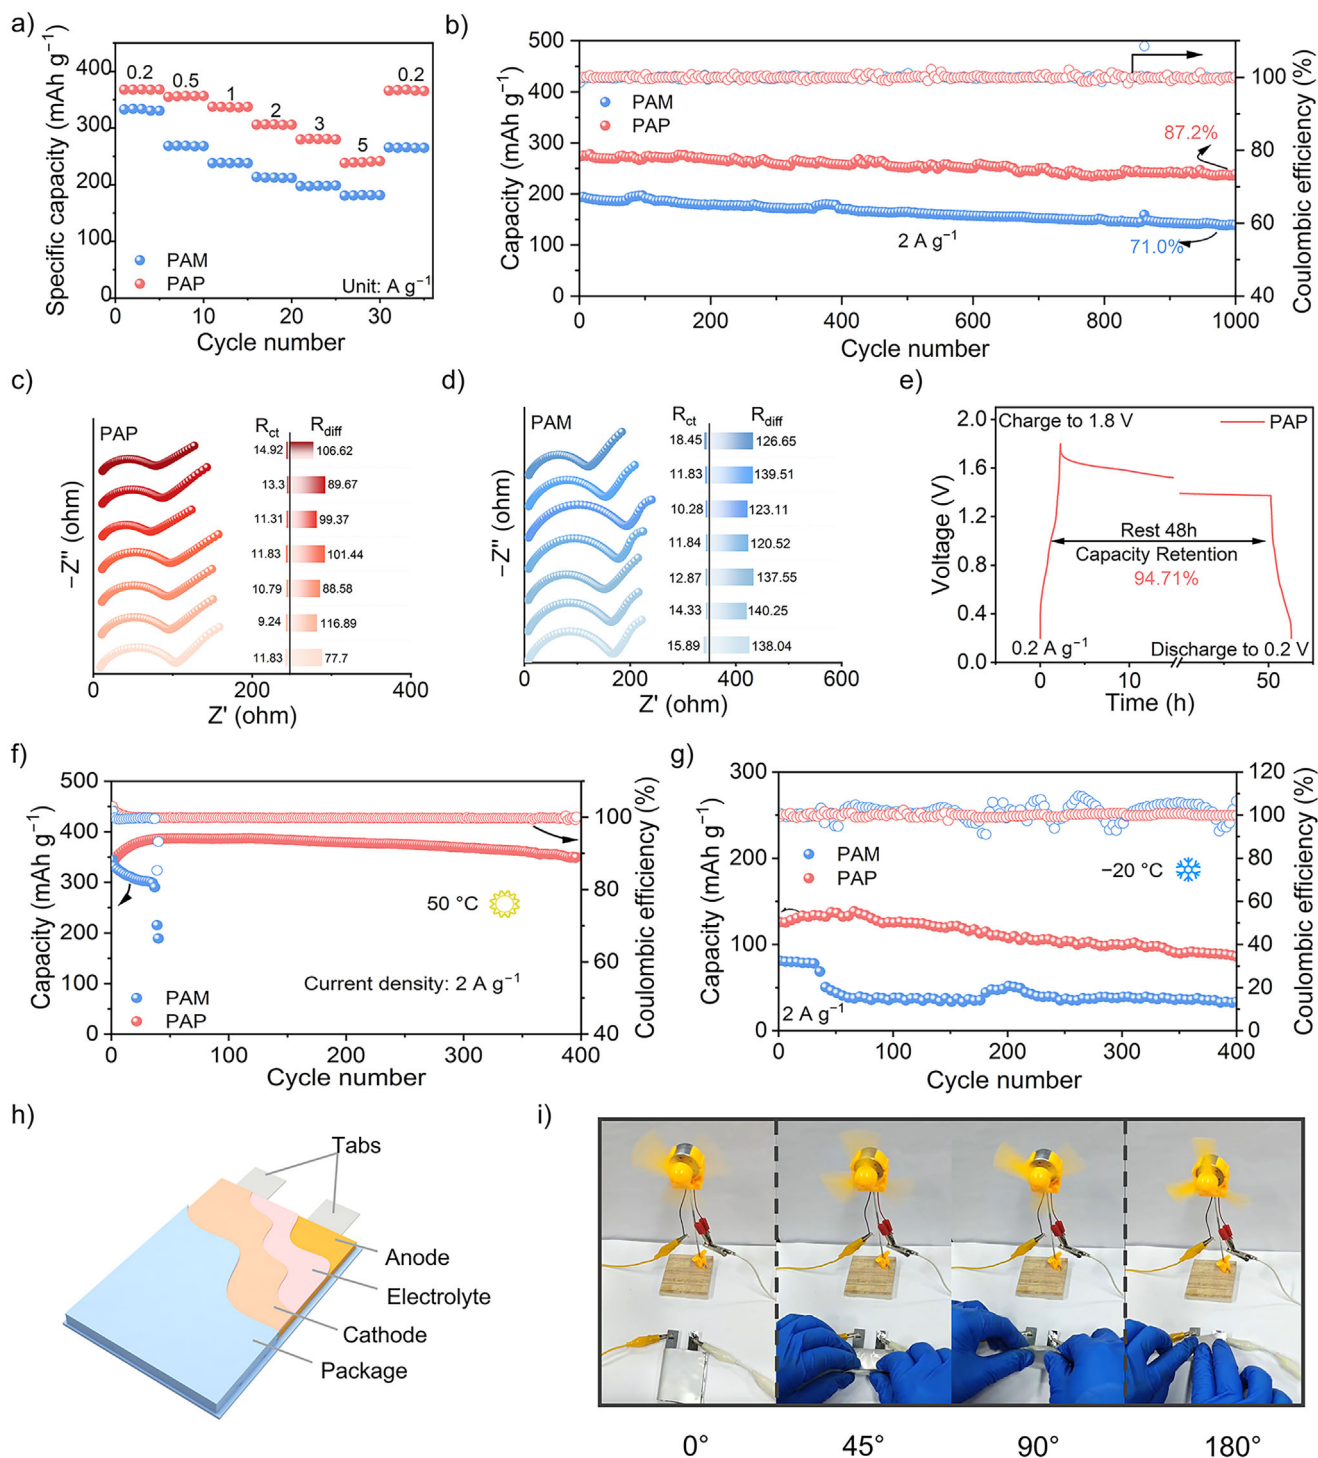 a)
Specific capacity (mAh g⁻¹)
400
300
200
100
0
0.2
0.5
1
2
3
5
0.2
PAM
PAP
Unit: A g⁻¹
0
10
20
30
Cycle number
b)
Capacity (mAh g⁻¹)
500
400
300
200
100
0
PAM
PAP
87.2%
2 A g⁻¹
71.0%
100
80
60
40
Coulombic efficiency (%)
0
200
400
600
800
1000
Cycle number
c)
−Z'' (ohm)
PAP
Rct
Rdiff
14.92
106.62
13.3
89.67
11.31
99.37
11.83
101.44
10.79
88.58
9.24
116.89
11.83
77.7
0
200
400
Z' (ohm)
d)
−Z'' (ohm)
PAM
Rct
Rdiff
18.45
126.65
11.83
139.51
10.28
123.11
11.84
120.52
12.87
137.55
14.33
140.25
15.89
138.04
0
200
400
600
Z' (ohm)
e)
Voltage (V)
2.0
1.6
1.2
0.8
0.4
0.0
Charge to 1.8 V
PAP
Rest 48h
Capacity Retention
94.71%
0.2 A g⁻¹
Discharge to 0.2 V
0
10
50
Time (h)
f)
Capacity (mAh g⁻¹)
500
400
300
200
100
0
50 °C
Current density: 2 A g⁻¹
PAM
PAP
100
80
60
40
Coulombic efficiency (%)
0
100
200
300
400
Cycle number
g)
Capacity (mAh g⁻¹)
300
200
100
0
PAM
PAP
−20 °C
2 A g⁻¹
120
100
80
60
40
20
0
Coulombic efficiency (%)
0
100
200
300
400
Cycle number
h)
Tabs
Anode
Electrolyte
Cathode
Package
i)
0°
45°
90°
180°